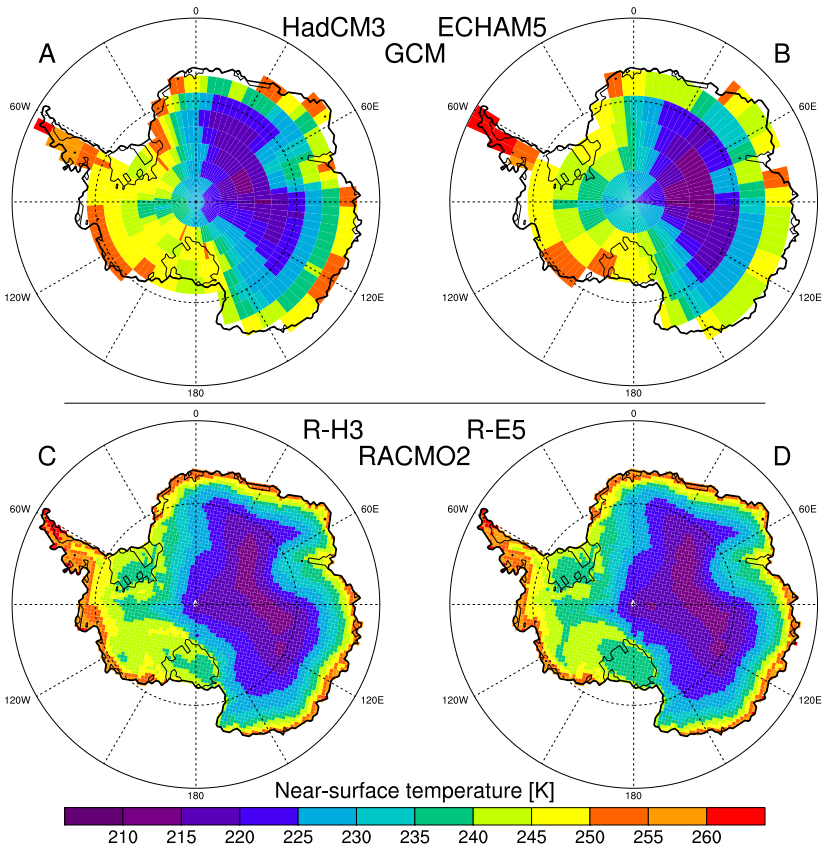 HadCM3 ECHAM5
GCM
A
B
0
0
60W
60E
60W
60E
120W
120E
120W
120E
180
180
R-H3 R-E5
RACMO2
C
D
0
0
60W
60E
60W
60E
120W
120E
120W
120E
180
180
Near-surface temperature [K]
210 215 220 225 230 235 240 245 250 255 260